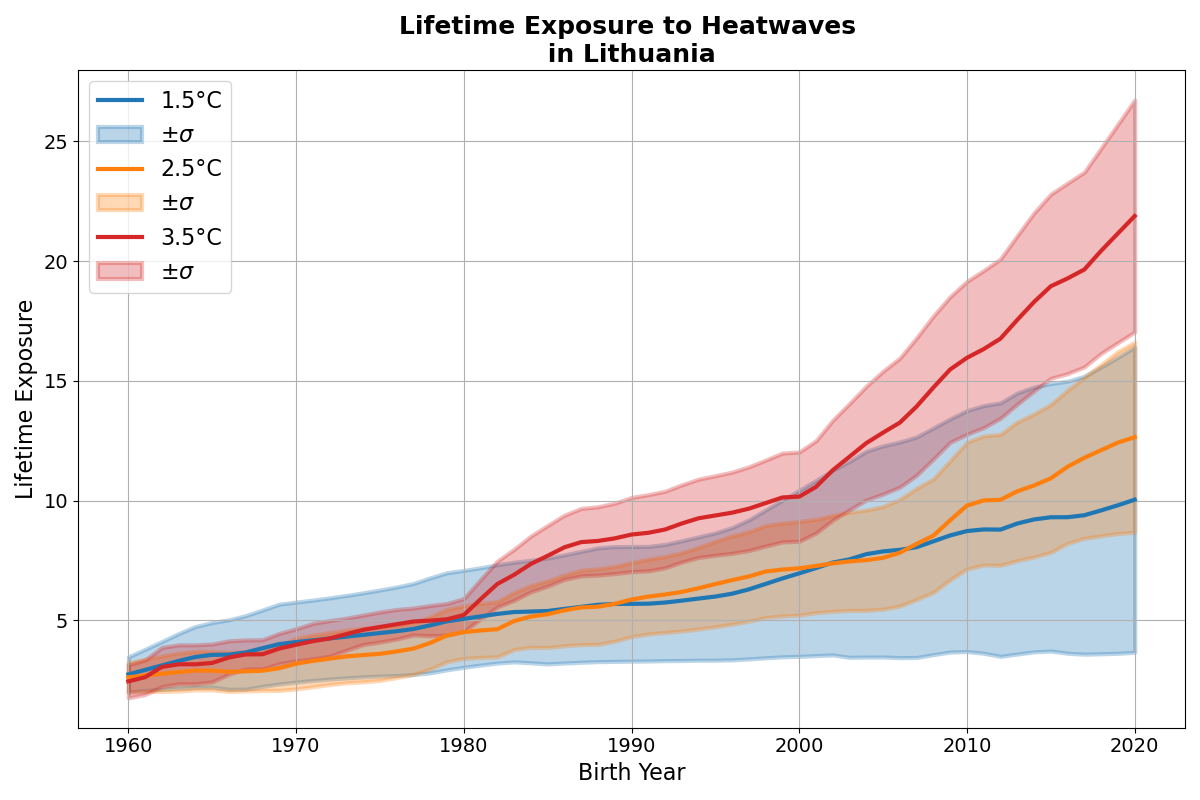 Lifetime Exposure to Heatwaves
in Lithuania
1.5°C
±σ
2.5°C
±σ
3.5°C
±σ
Lifetime Exposure
25
20
15
10
5
1960
1970
1980
1990
2000
2010
2020
Birth Year